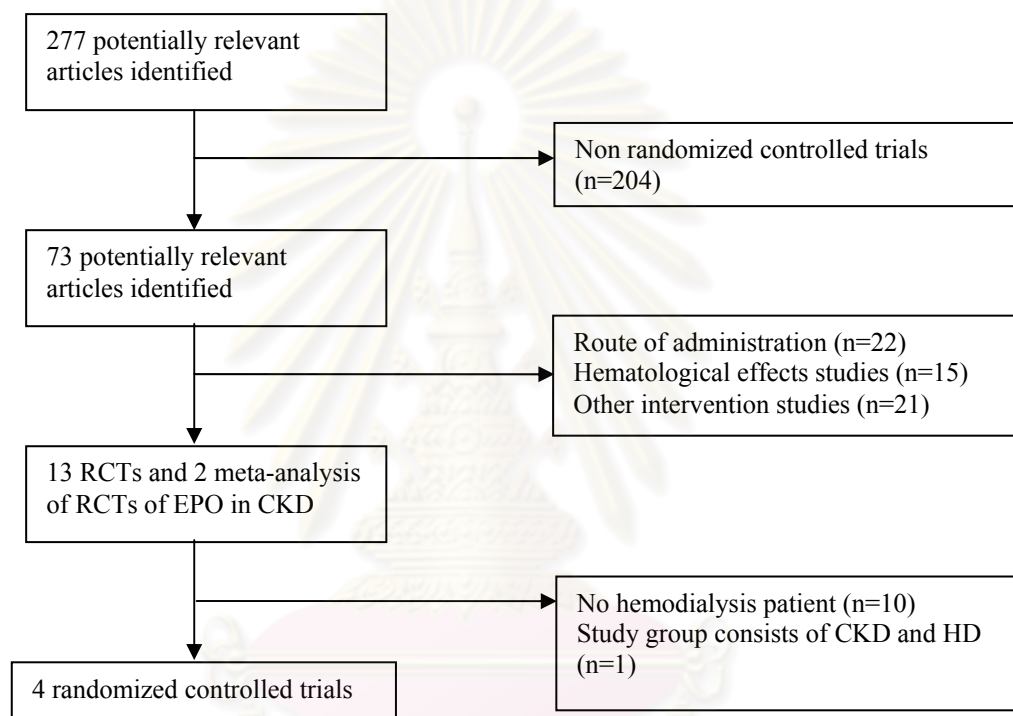 277 potentially relevant
articles identified
Non randomized controlled trials
(n=204)
73 potentially relevant
articles identified
Route of administration (n=22)
Hematological effects studies (n=15)
Other intervention studies (n=21)
13 RCTs and 2 meta-analysis
of RCTs of EPO in CKD
No hemodialysis patient (n=10)
Study group consists of CKD and HD
(n=1)
4 randomized controlled trials